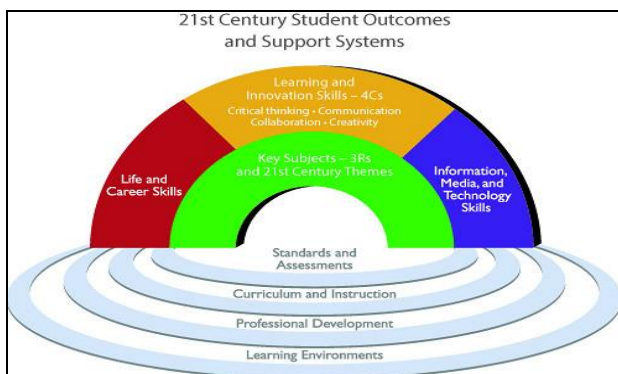 21st Century Student Outcomes
and Support Systems
Learning and
Innovation Skills – 4Cs
Critical thinking • Communication
Collaboration • Creativity
Key Subjects – 3Rs
and 21st Century Themes
Life and
Career Skills
Information,
Media, and
Technology
Skills
Standards and
Assessments
Curriculum and Instruction
Professional Development
Learning Environments